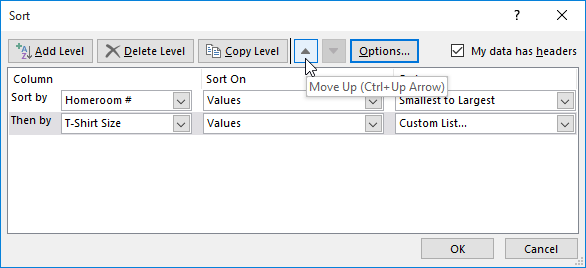 Sort
?
Add Level Delete Level Copy Level Options... My data has headers
Column Sort On
Move Up (Ctrl+Up Arrow)
Sort by Homeroom # Values Smallest to Largest
Then by T-Shirt Size Values Custom List...
OK Cancel